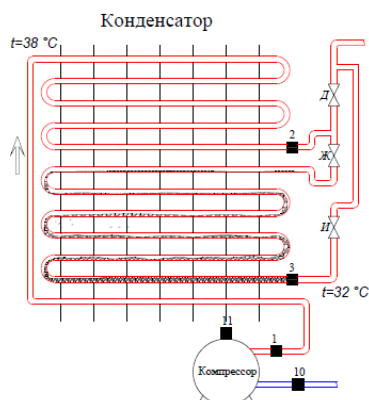 Конденсатор
t=38 °C
Д
2
Ж
И
3
t=32 °C
11
1
Компрессор
10